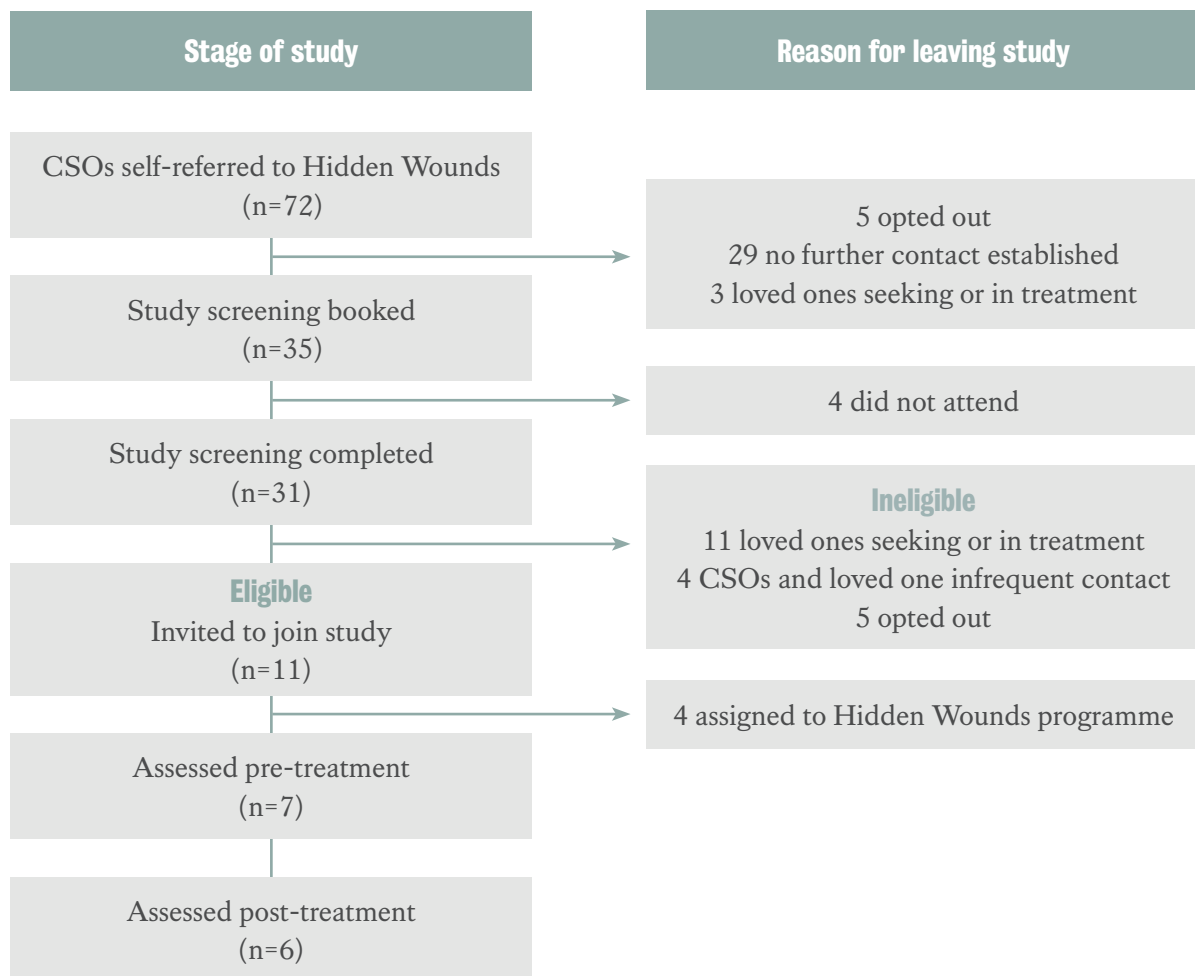 Stage of study
Reason for leaving study
CSOs self-referred to Hidden Wounds
(n=72)
5 opted out
29 no further contact established
3 loved ones seeking or in treatment
Study screening booked
(n=35)
4 did not attend
Study screening completed
(n=31)
Ineligible
11 loved ones seeking or in treatment
4 CSOs and loved one infrequent contact
5 opted out
Eligible
Invited to join study
(n=11)
4 assigned to Hidden Wounds programme
Assessed pre-treatment
(n=7)
Assessed post-treatment
(n=6)